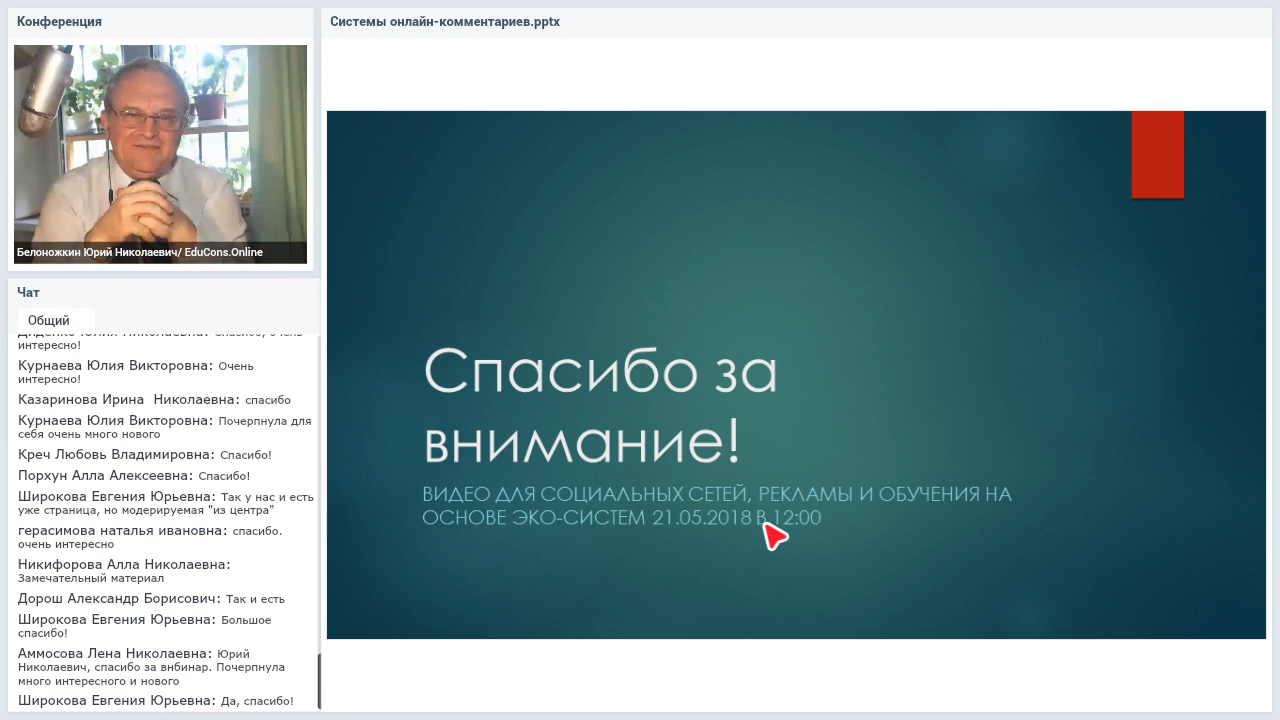 Конференция
Белоножкин Юрий Николаевич/ EduCons.Online
Чат
Общий
интересно!
Курнаева Юлия Викторовна: Очень
интересно!
Казаринова Ирина  Николаевна: спасибо
Курнаева Юлия Викторовна: Почерпнула для
себя очень много нового
Креч Любовь Владимировна: Спасибо!
Порхун Алла Алексеевна: Спасибо!
Широкова Евгения Юрьевна: Так у нас и есть
уже страница, но модерируемая "из центра"
герасимова наталья ивановна: спасибо.
очень интересно
Никифорова Алла Николаевна:
Замечательный материал
Дорош Александр Борисович: Так и есть
Широкова Евгения Юрьевна: Большое
спасибо!
Аммосова Лена Николаевна: Юрий
Николаевич, спасибо за внбинар. Почерпнула
много интересного и нового
Широкова Евгения Юрьевна: Да, спасибо!
Системы онлайн-комментариев.pptx
Спасибо за
внимание!
ВИДЕО ДЛЯ СОЦИАЛЬНЫХ СЕТЕЙ, РЕКЛАМЫ И ОБУЧЕНИЯ НА
ОСНОВЕ ЭКО-СИСТЕМ 21.05.2018 В 12:00